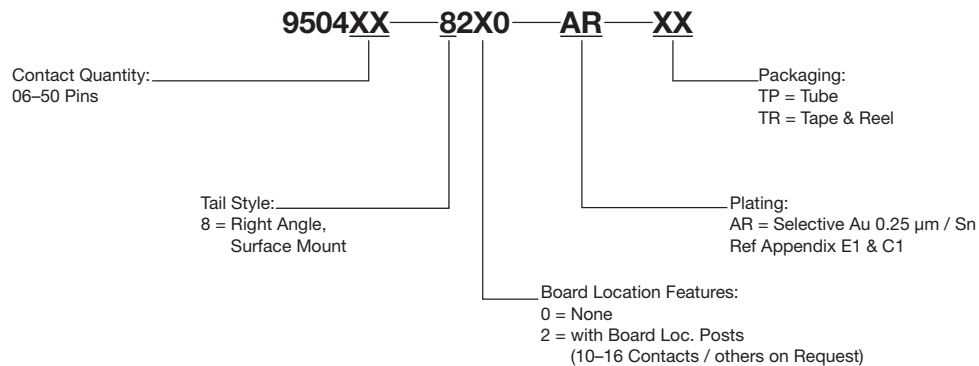 9504XX 82X0 AR XX
Contact Quantity:
06–50 Pins
Packaging:
TP = Tube
TR = Tape & Reel
Tail Style:
8 = Right Angle,
Surface Mount
Plating:
AR = Selective Au 0.25 µm / Sn
Ref Appendix E1 & C1
Board Location Features:
0 = None
2 = with Board Loc. Posts
(10–16 Contacts / others on Request)